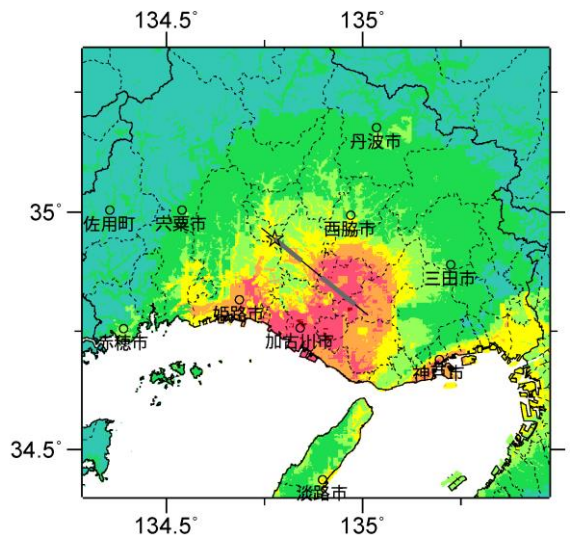 134.5° 135°
丹波市
35°
佐用町 宍粟市 西脇市
三田市
姫路市
赤穂市 加古川市
神戸市
34.5°
淡路市
134.5° 135°